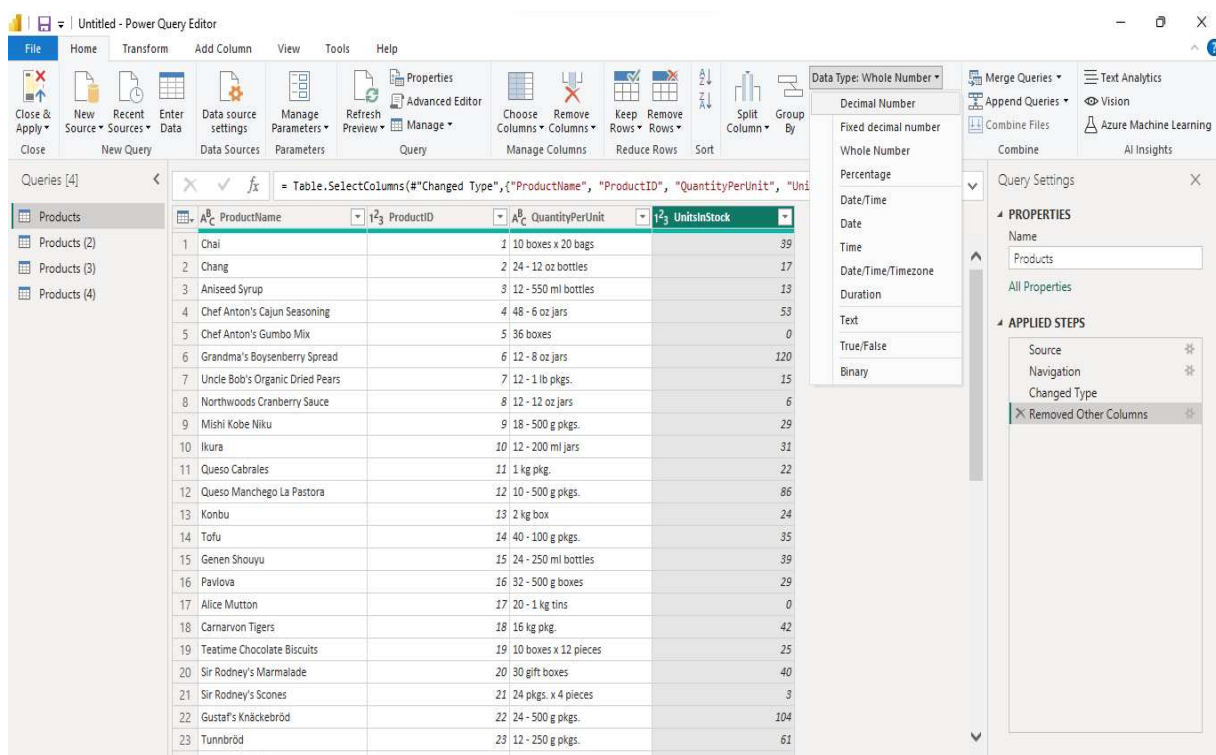 Untitled - Power Query Editor
File Home Transform Add Column View Tools Help
Close & Apply
New Source
Recent Sources
Enter Data
Data source settings
Manage Parameters
Refresh Preview
Properties
Advanced Editor
Manage
Choose Columns
Remove Columns
Keep Rows
Remove Rows
Split Column
Group By
Data Type: Whole Number
Decimal Number
Fixed decimal number
Whole Number
Percentage
Date/Time
Date
Time
Date/Time/Timezone
Duration
Text
True/False
Binary
Merge Queries
Append Queries
Combine Files
Text Analytics
Vision
Azure Machine Learning
Close New Query Data Sources Parameters Query Manage Columns Reduce Rows Sort Combine AI Insights
Queries [4]
Products
Products (2)
Products (3)
Products (4)
fx = Table.SelectColumns(#"Changed Type",{"ProductName", "ProductID", "QuantityPerUnit", "Uni
ABC ProductName 123 ProductID ABC QuantityPerUnit 123 UnitsInStock
1 Chai 1 10 boxes x 20 bags 39
2 Chang 2 24 - 12 oz bottles 17
3 Aniseed Syrup 3 12 - 550 ml bottles 13
4 Chef Anton's Cajun Seasoning 4 48 - 6 oz jars 53
5 Chef Anton's Gumbo Mix 5 36 boxes 0
6 Grandma's Boysenberry Spread 6 12 - 8 oz jars 120
7 Uncle Bob's Organic Dried Pears 7 12 - 1 lb pkgs. 15
8 Northwoods Cranberry Sauce 8 12 - 12 oz jars 6
9 Mishi Kobe Niku 9 18 - 500 g pkgs. 29
10 Ikura 10 12 - 200 ml jars 31
11 Queso Cabrales 11 1 kg pkg. 22
12 Queso Manchego La Pastora 12 10 - 500 g pkgs. 86
13 Konbu 13 2 kg box 24
14 Tofu 14 40 - 100 g pkgs. 35
15 Genen Shouyu 15 24 - 250 ml bottles 39
16 Pavlova 16 32 - 500 g boxes 29
17 Alice Mutton 17 20 - 1 kg tins 0
18 Carnarvon Tigers 18 16 kg pkg. 42
19 Teatime Chocolate Biscuits 19 10 boxes x 12 pieces 25
20 Sir Rodney's Marmalade 20 30 gift boxes 40
21 Sir Rodney's Scones 21 24 pkgs. x 4 pieces 3
22 Gustaf's Knäckebröd 22 24 - 500 g pkgs. 104
23 Tunnbröd 23 12 - 250 g pkgs. 61
Query Settings
PROPERTIES
Name
Products
All Properties
APPLIED STEPS
Source
Navigation
Changed Type
Removed Other Columns